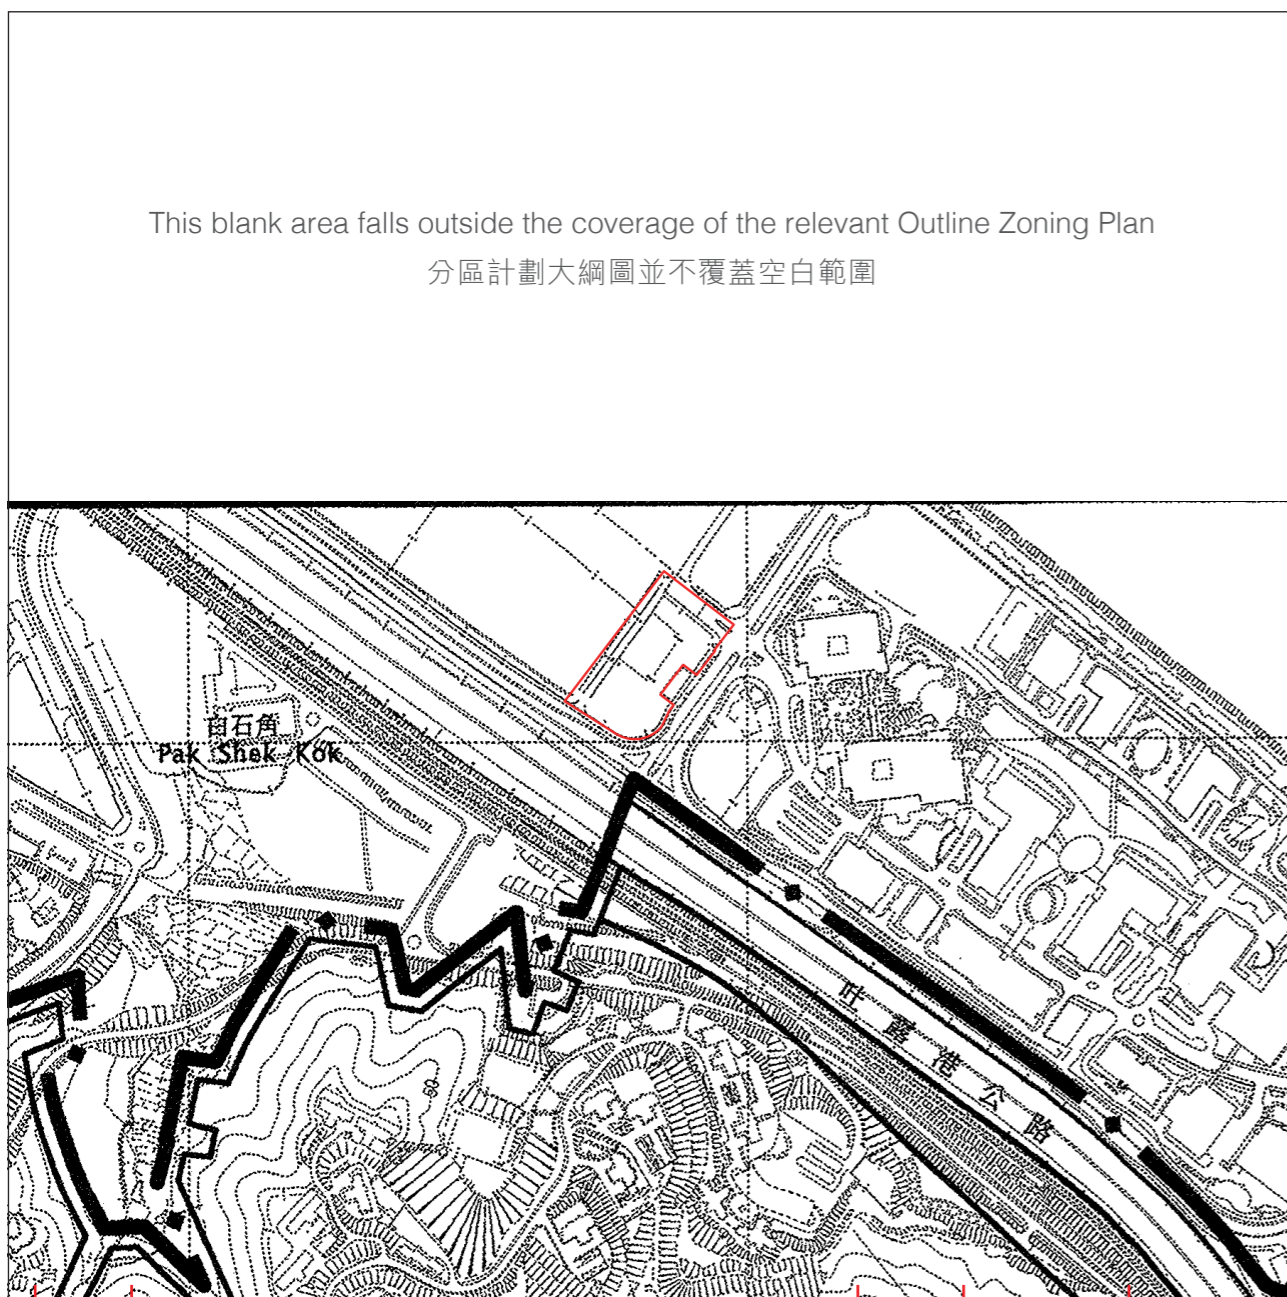 This blank area falls outside the coverage of the relevant Outline Zoning Plan
分區計劃大綱圖並不覆蓋空白範圍
白石角
Pak Shek Kok
吐露港公路